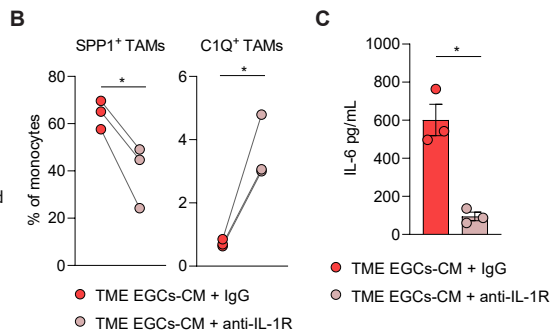 B
SPP1⁺ TAMs
C1Q⁺ TAMs
% of monocytes
80
60
40
20
0
*
6
4
2
0
*
TME EGCs-CM + IgG
TME EGCs-CM + anti-IL-1R
C
IL-6 pg/mL
1000
800
600
400
200
0
*
TME EGCs-CM + IgG
TME EGCs-CM + anti-IL-1R